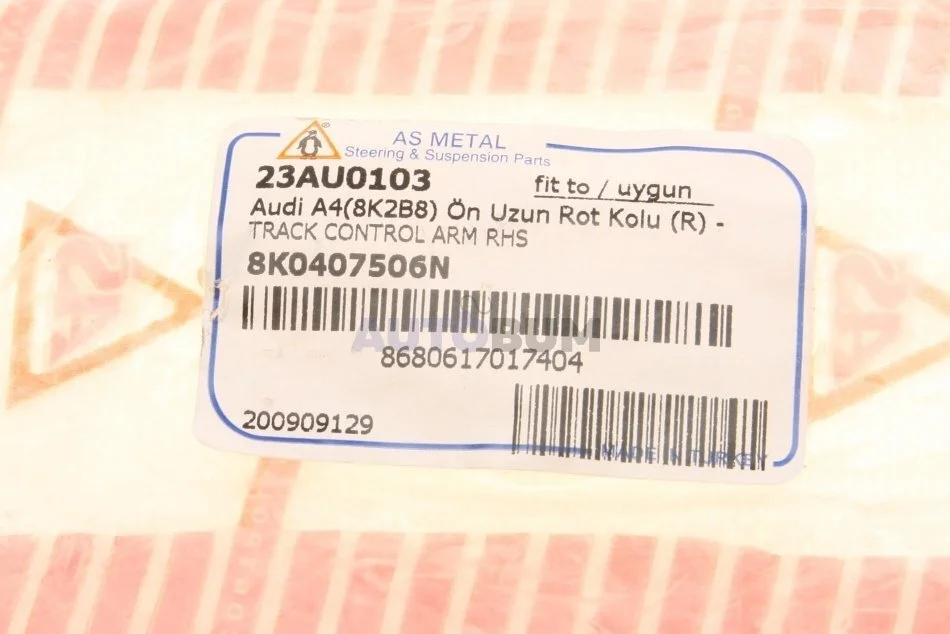 AS METAL
Steering & Suspension Parts
23AU0103
fit to / uygun
Audi A4(8K2B8) Ön Uzun Rot Kolu (R) -
TRACK CONTROL ARM RHS
8K0407506N
AUTOBUM
8680617017404
200909129
MADE IN TURKEY